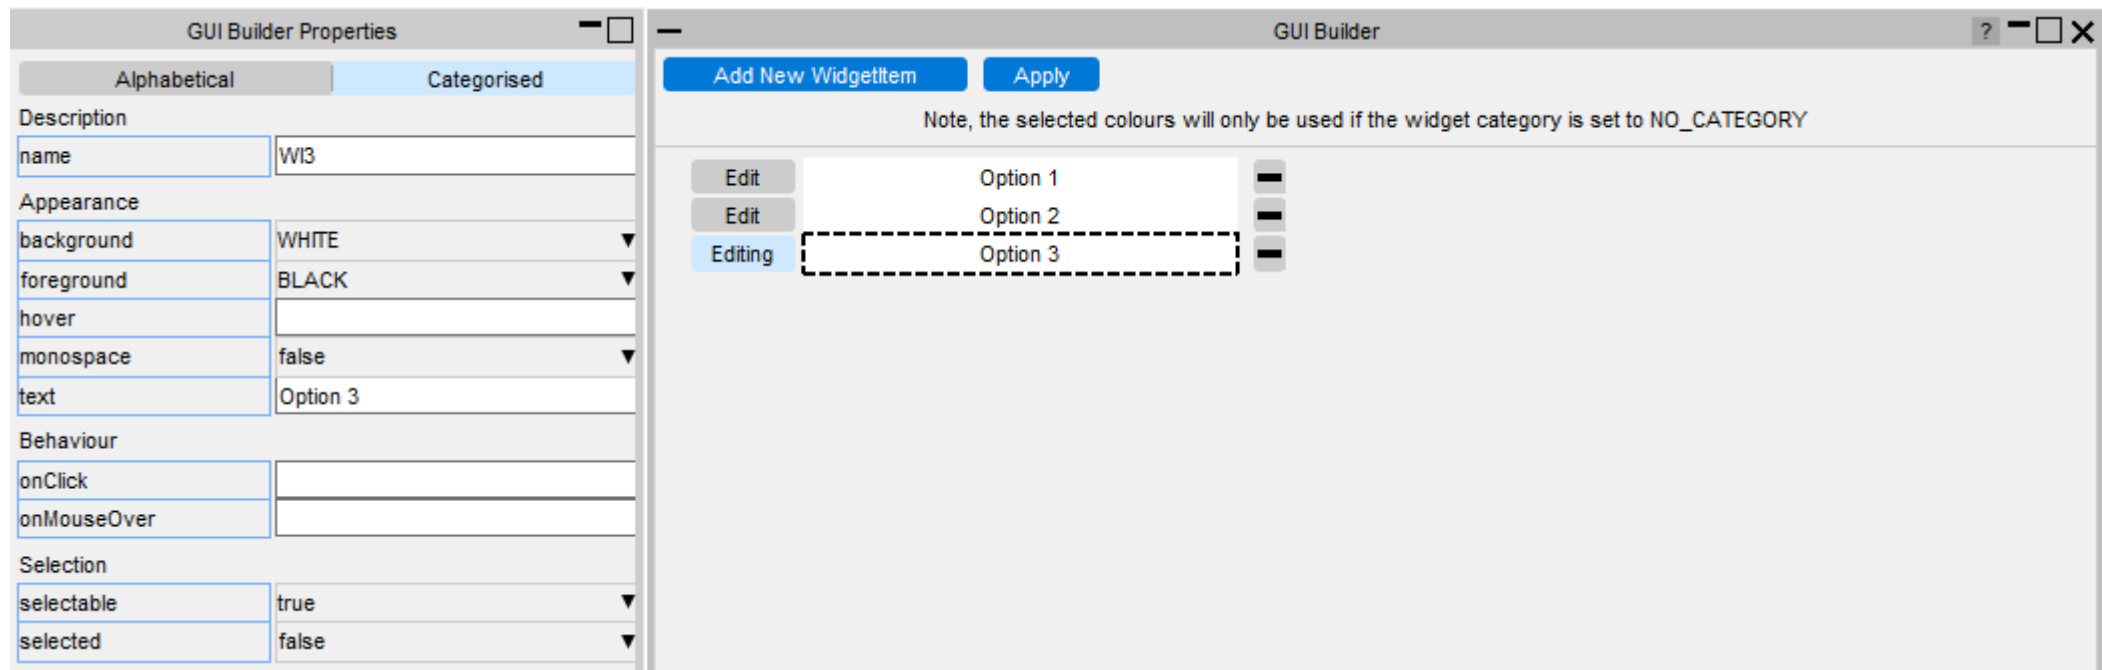 GUI Builder Properties
Alphabetical Categorised
Description
name WI3
Appearance
background WHITE
foreground BLACK
hover
monospace false
text Option 3
Behaviour
onClick
onMouseOver
Selection
selectable true
selected false
GUI Builder ?
Add New WidgetItem Apply
Note, the selected colours will only be used if the widget category is set to NO_CATEGORY
Edit Option 1
Edit Option 2
Editing Option 3